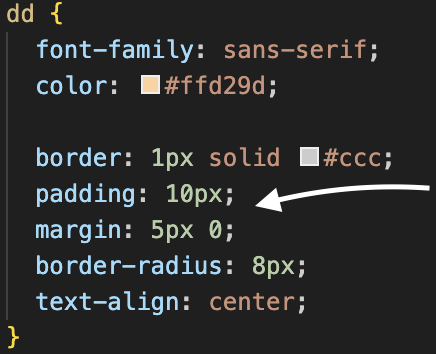 dd {
font-family: sans-serif;
color: #ffd29d;
border: 1px solid #ccc;
padding: 10px;
margin: 5px 0;
border-radius: 8px;
text-align: center;
}